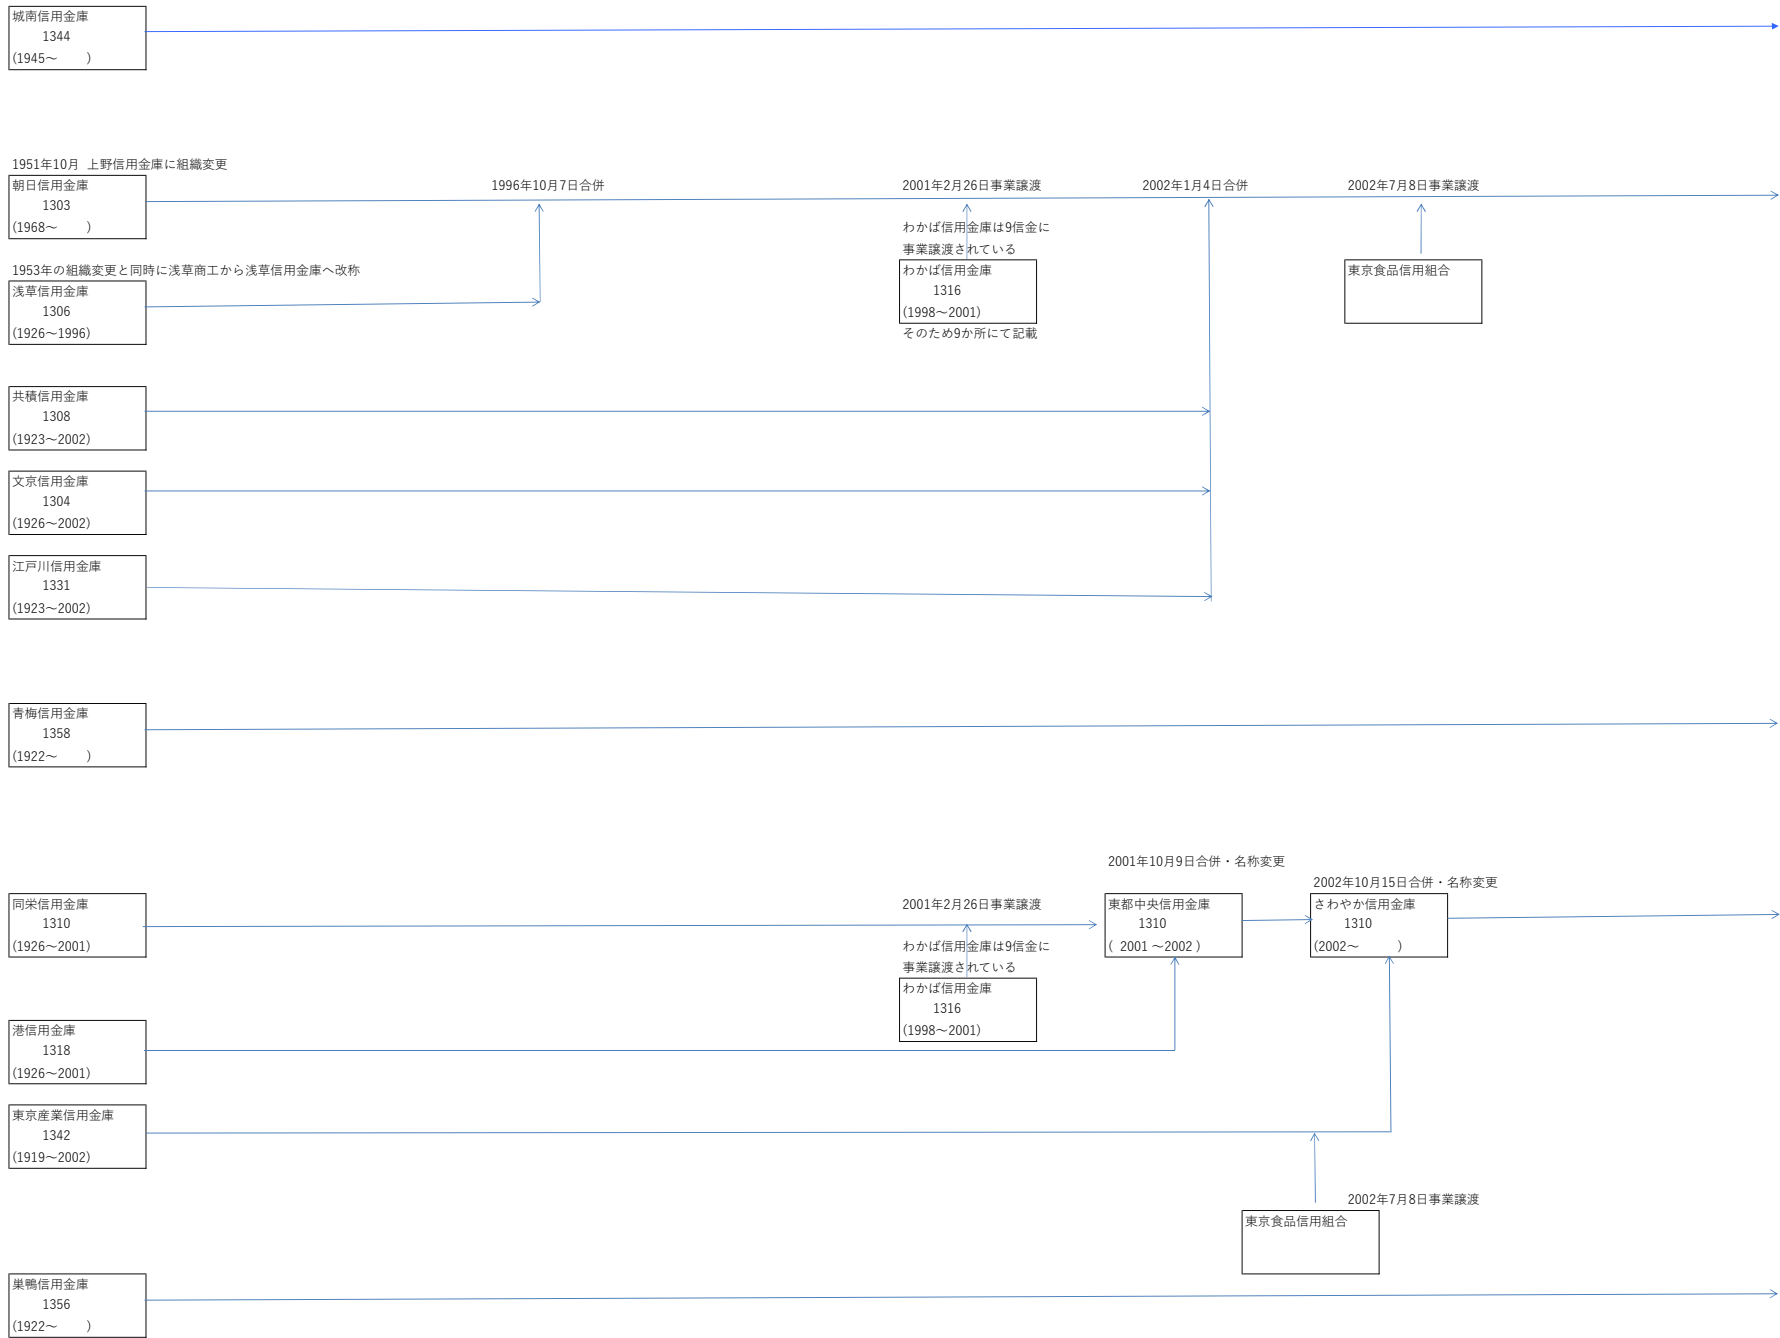 城南信用金庫
1344
(1945～　　)
1951年10月 上野信用金庫に組織変更
朝日信用金庫
1303
(1968～　　)
1996年10月7日合併
2001年2月26日事業譲渡
2002年1月4日合併
2002年7月8日事業譲渡
わかば信用金庫は9信金に
事業譲渡されている
わかば信用金庫
1316
(1998～2001)
そのため9か所にて記載
東京食品信用組合
1953年の組織変更と同時に浅草商工から浅草信用金庫へ改称
浅草信用金庫
1306
(1926～1996)
共積信用金庫
1308
(1923～2002)
文京信用金庫
1304
(1926～2002)
江戸川信用金庫
1331
(1923～2002)
青梅信用金庫
1358
(1922～　　)
2001年10月9日合併・名称変更
2002年10月15日合併・名称変更
同栄信用金庫
1310
(1926～2001)
2001年2月26日事業譲渡
東都中央信用金庫
1310
( 2001 ～2002 )
さわやか信用金庫
1310
(2002～　　)
わかば信用金庫は9信金に
事業譲渡されている
わかば信用金庫
1316
(1998～2001)
港信用金庫
1318
(1926～2001)
東京産業信用金庫
1342
(1919～2002)
2002年7月8日事業譲渡
東京食品信用組合
巣鴨信用金庫
1356
(1922～　　)